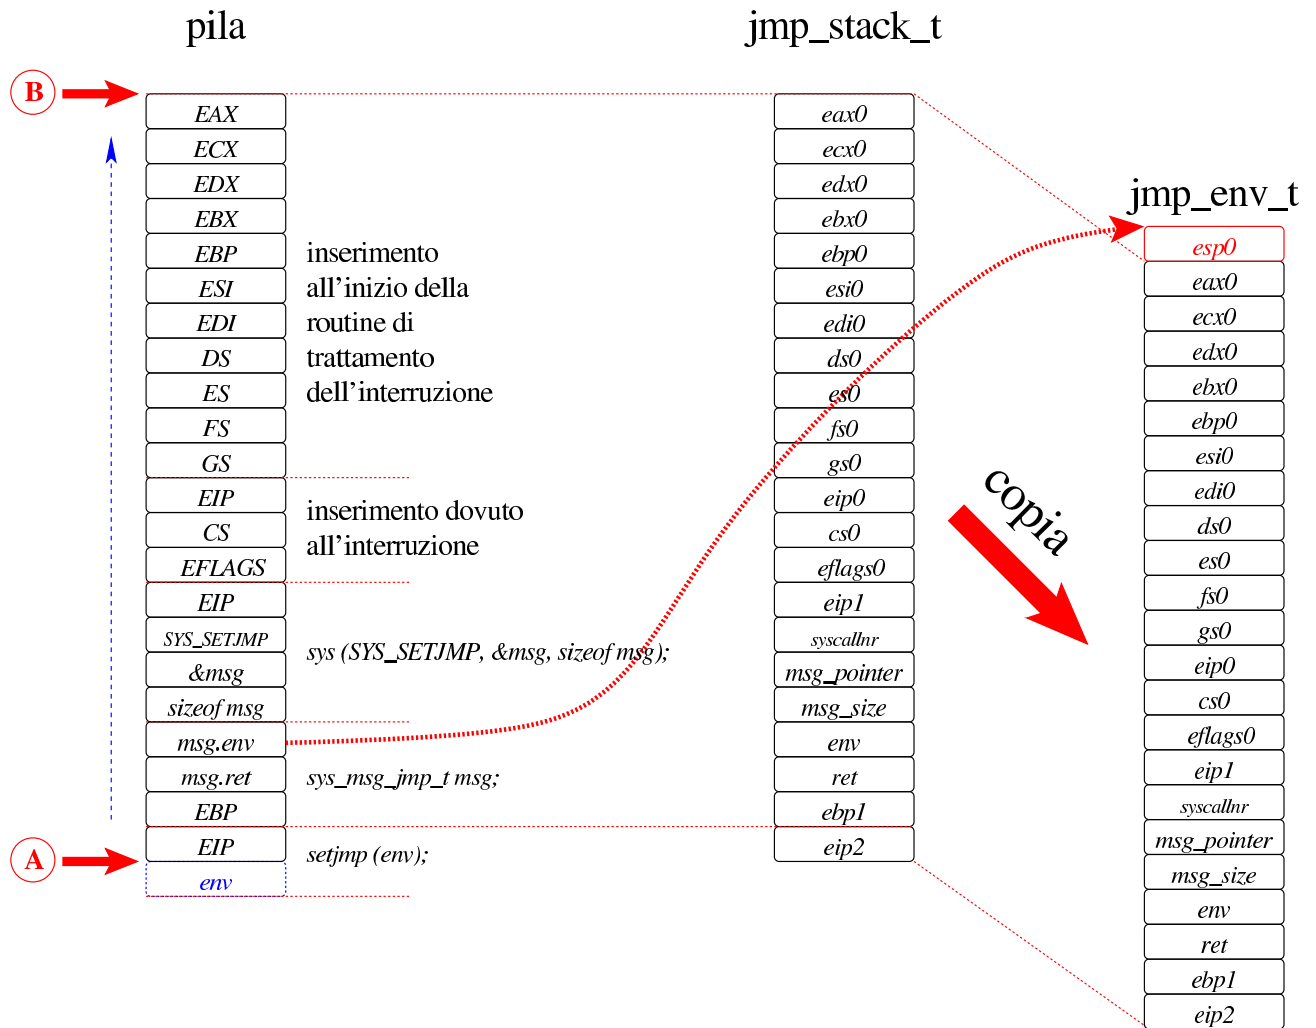 pila
jmp_stack_t
B
EAX
ECX
EDX
EBX
EBP
ESI
EDI
DS
ES
FS
GS
EIP
CS
EFLAGS
EIP
SYS_SETJMP
&msg
sizeof msg
msg.env
msg.ret
EBP
EIP
env
A
inserimento
all'inizio della
routine di
trattamento
dell'interruzione
inserimento dovuto
all'interruzione
sys (SYS_SETJMP, &msg, sizeof msg);
sys_msg_jmp_t msg;
setjmp (env);
eax0
ecx0
edx0
ebx0
ebp0
esi0
edi0
ds0
es0
fs0
gs0
eip0
cs0
eflags0
eip1
syscallnr
msg_pointer
msg_size
env
ret
ebp1
eip2
copia
jmp_env_t
esp0
eax0
ecx0
edx0
ebx0
ebp0
esi0
edi0
ds0
es0
fs0
gs0
eip0
cs0
eflags0
eip1
syscallnr
msg_pointer
msg_size
env
ret
ebp1
eip2